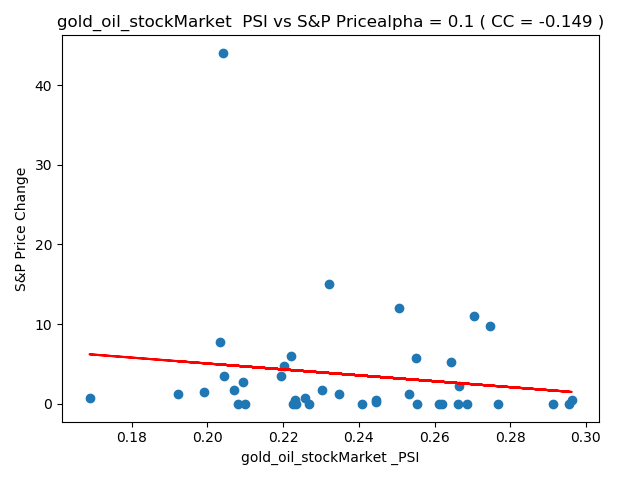 gold_oil_stockMarket  PSI vs S&P Pricealpha = 0.1 ( CC = -0.149 )
40
30
20
10
0
S&P Price Change
0.18 0.20 0.22 0.24 0.26 0.28 0.30
gold_oil_stockMarket _PSI